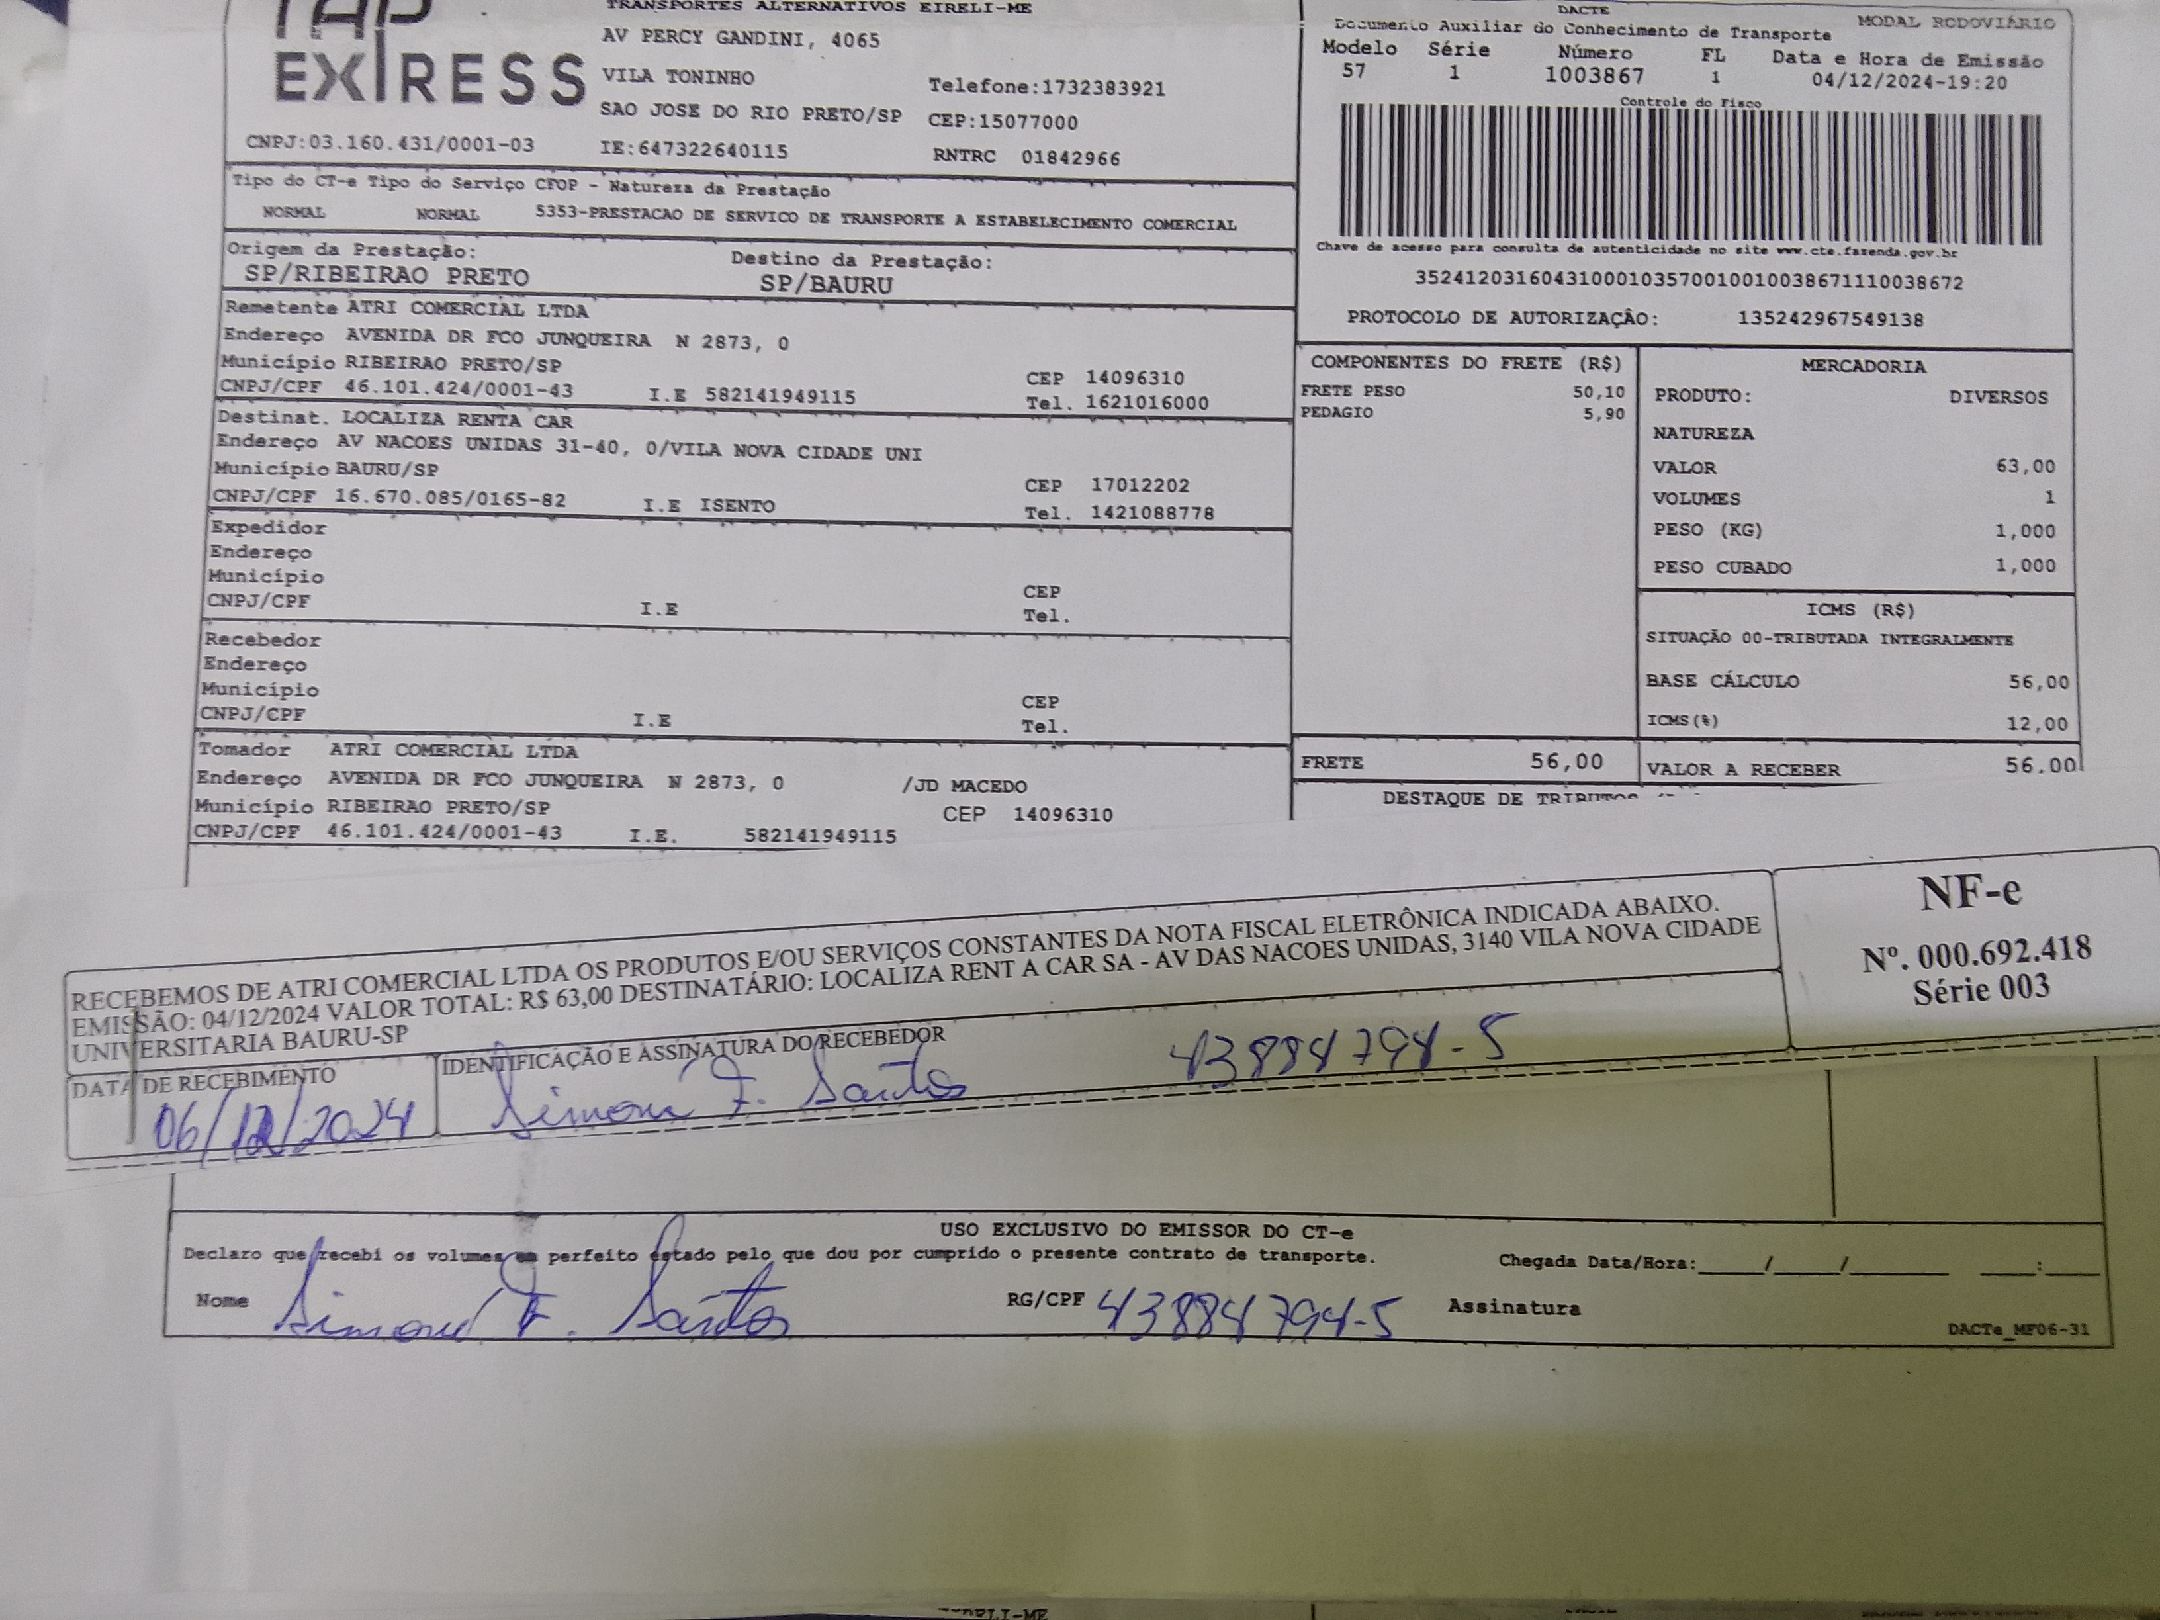 EXPRESS
TRANSPORTES ALTERNATIVOS EIRELI-ME
AV PERCY GANDINI, 4065
VILA TONINHO
Telefone:1732383921
SAO JOSE DO RIO PRETO/SP CEP:15077000
CNPJ:03.160.431/0001-03 IE:647322640115 RNTRC 01842966
DACTE
MODAL RODOVIÁRIO
Documento Auxiliar do Conhecimento de Transporte
Modelo Série Número FL Data e Hora de Emissão
57 1 1003867 1 04/12/2024-19:20
Controle do Fisco
Chave de acesso para consulta de autenticidade no site www.cte.fazenda.gov.br
35241203160431000103570010010038671110038672
PROTOCOLO DE AUTORIZAÇÃO: 135242967549138
Tipo do CT-e Tipo do Serviço CFOP - Natureza da Prestação
NORMAL NORMAL 5353-PRESTACAO DE SERVICO DE TRANSPORTE A ESTABELECIMENTO COMERCIAL
Origem da Prestação: Destino da Prestação:
SP/RIBEIRAO PRETO SP/BAURU
Remetente ATRI COMERCIAL LTDA
Endereço AVENIDA DR FCO JUNQUEIRA N 2873, 0
Município RIBEIRAO PRETO/SP CEP 14096310
CNPJ/CPF 46.101.424/0001-43 I.E 582141949115 Tel. 1621016000
Destinat. LOCALIZA RENTA CAR
Endereço AV NACOES UNIDAS 31-40, 0/VILA NOVA CIDADE UNI
Município BAURU/SP CEP 17012202
CNPJ/CPF 16.670.085/0165-82 I.E ISENTO Tel. 1421088778
Expedidor
Endereço
Município CEP
CNPJ/CPF I.E Tel.
Recebedor
Endereço
Município CEP
CNPJ/CPF I.E Tel.
Tomador ATRI COMERCIAL LTDA
Endereço AVENIDA DR FCO JUNQUEIRA N 2873, 0 /JD MACEDO
Município RIBEIRAO PRETO/SP CEP 14096310
CNPJ/CPF 46.101.424/0001-43 I.E. 582141949115
COMPONENTES DO FRETE (R$)
FRETE PESO 50,10
PEDAGIO 5,90
MERCADORIA
PRODUTO: DIVERSOS
NATUREZA
VALOR 63,00
VOLUMES 1
PESO (KG) 1,000
PESO CUBADO 1,000
ICMS (R$)
SITUAÇÃO 00-TRIBUTADA INTEGRALMENTE
BASE CÁLCULO 56,00
ICMS(%) 12,00
FRETE 56,00 VALOR A RECEBER 56,00
DESTAQUE DE TRIBUTOS
RECEBEMOS DE ATRI COMERCIAL LTDA OS PRODUTOS E/OU SERVIÇOS CONSTANTES DA NOTA FISCAL ELETRÔNICA INDICADA ABAIXO.
EMISSÃO: 04/12/2024 VALOR TOTAL: R$ 63,00 DESTINATÁRIO: LOCALIZA RENT A CAR SA - AV DAS NACOES UNIDAS, 3140 VILA NOVA CIDADE
UNIVERSITARIA BAURU-SP
NF-e
Nº. 000.692.418
Série 003
DATA DE RECEBIMENTO IDENTIFICAÇÃO E ASSINATURA DO RECEBEDOR
06/12/2024 Simoni F. Santos 43884794-5
USO EXCLUSIVO DO EMISSOR DO CT-e
Declaro que recebi os volumes em perfeito estado pelo que dou por cumprido o presente contrato de transporte. Chegada Data/Hora:_____/_____/________ ____:____
Nome Simoni F. Santos RG/CPF 43884794-5 Assinatura
DACTe_MF06-31